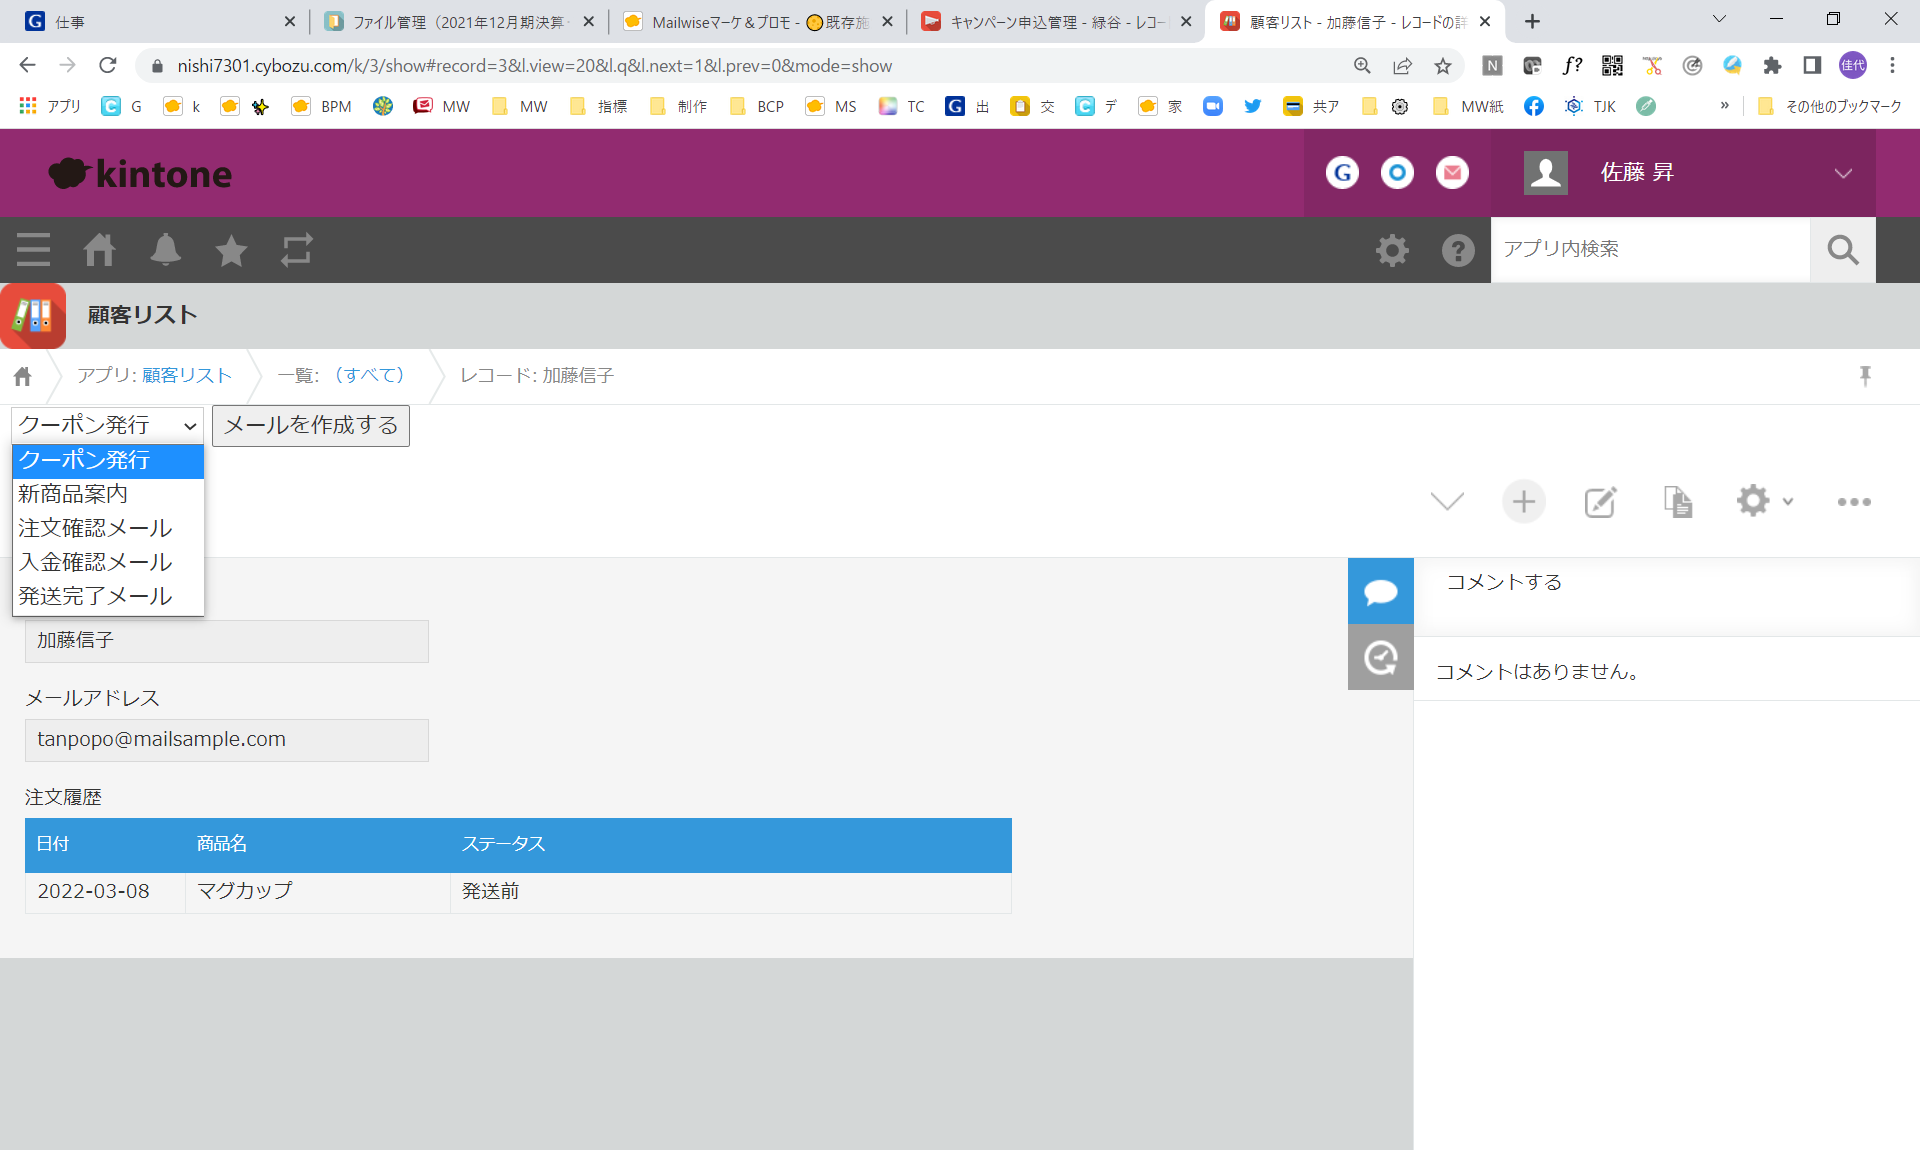 仕事
ファイル管理（2021年12月期決算
Mailwiseマーケ＆プロモ - 既存施
キャンペーン申込管理 - 緑谷 - レコー
顧客リスト - 加藤信子 - レコードの詳
nishi7301.cybozu.com/k/3/show#record=3&l.view=20&l.q&l.next=1&l.prev=0&mode=show
N f? 佳代
アプリ G k BPM MW MW 指標 制作 BCP MS TC 出 交 デ 家 共ア MW紙 TJK » その他のブックマーク
kintone
G
佐藤 昇
アプリ内検索
顧客リスト
アプリ: 顧客リスト 一覧: （すべて） レコード: 加藤信子
クーポン発行 メールを作成する
クーポン発行
新商品案内
注文確認メール
入金確認メール
発送完了メール
コメントする
加藤信子
コメントはありません。
メールアドレス
tanpopo@mailsample.com
注文履歴
日付 商品名 ステータス
2022-03-08 マグカップ 発送前